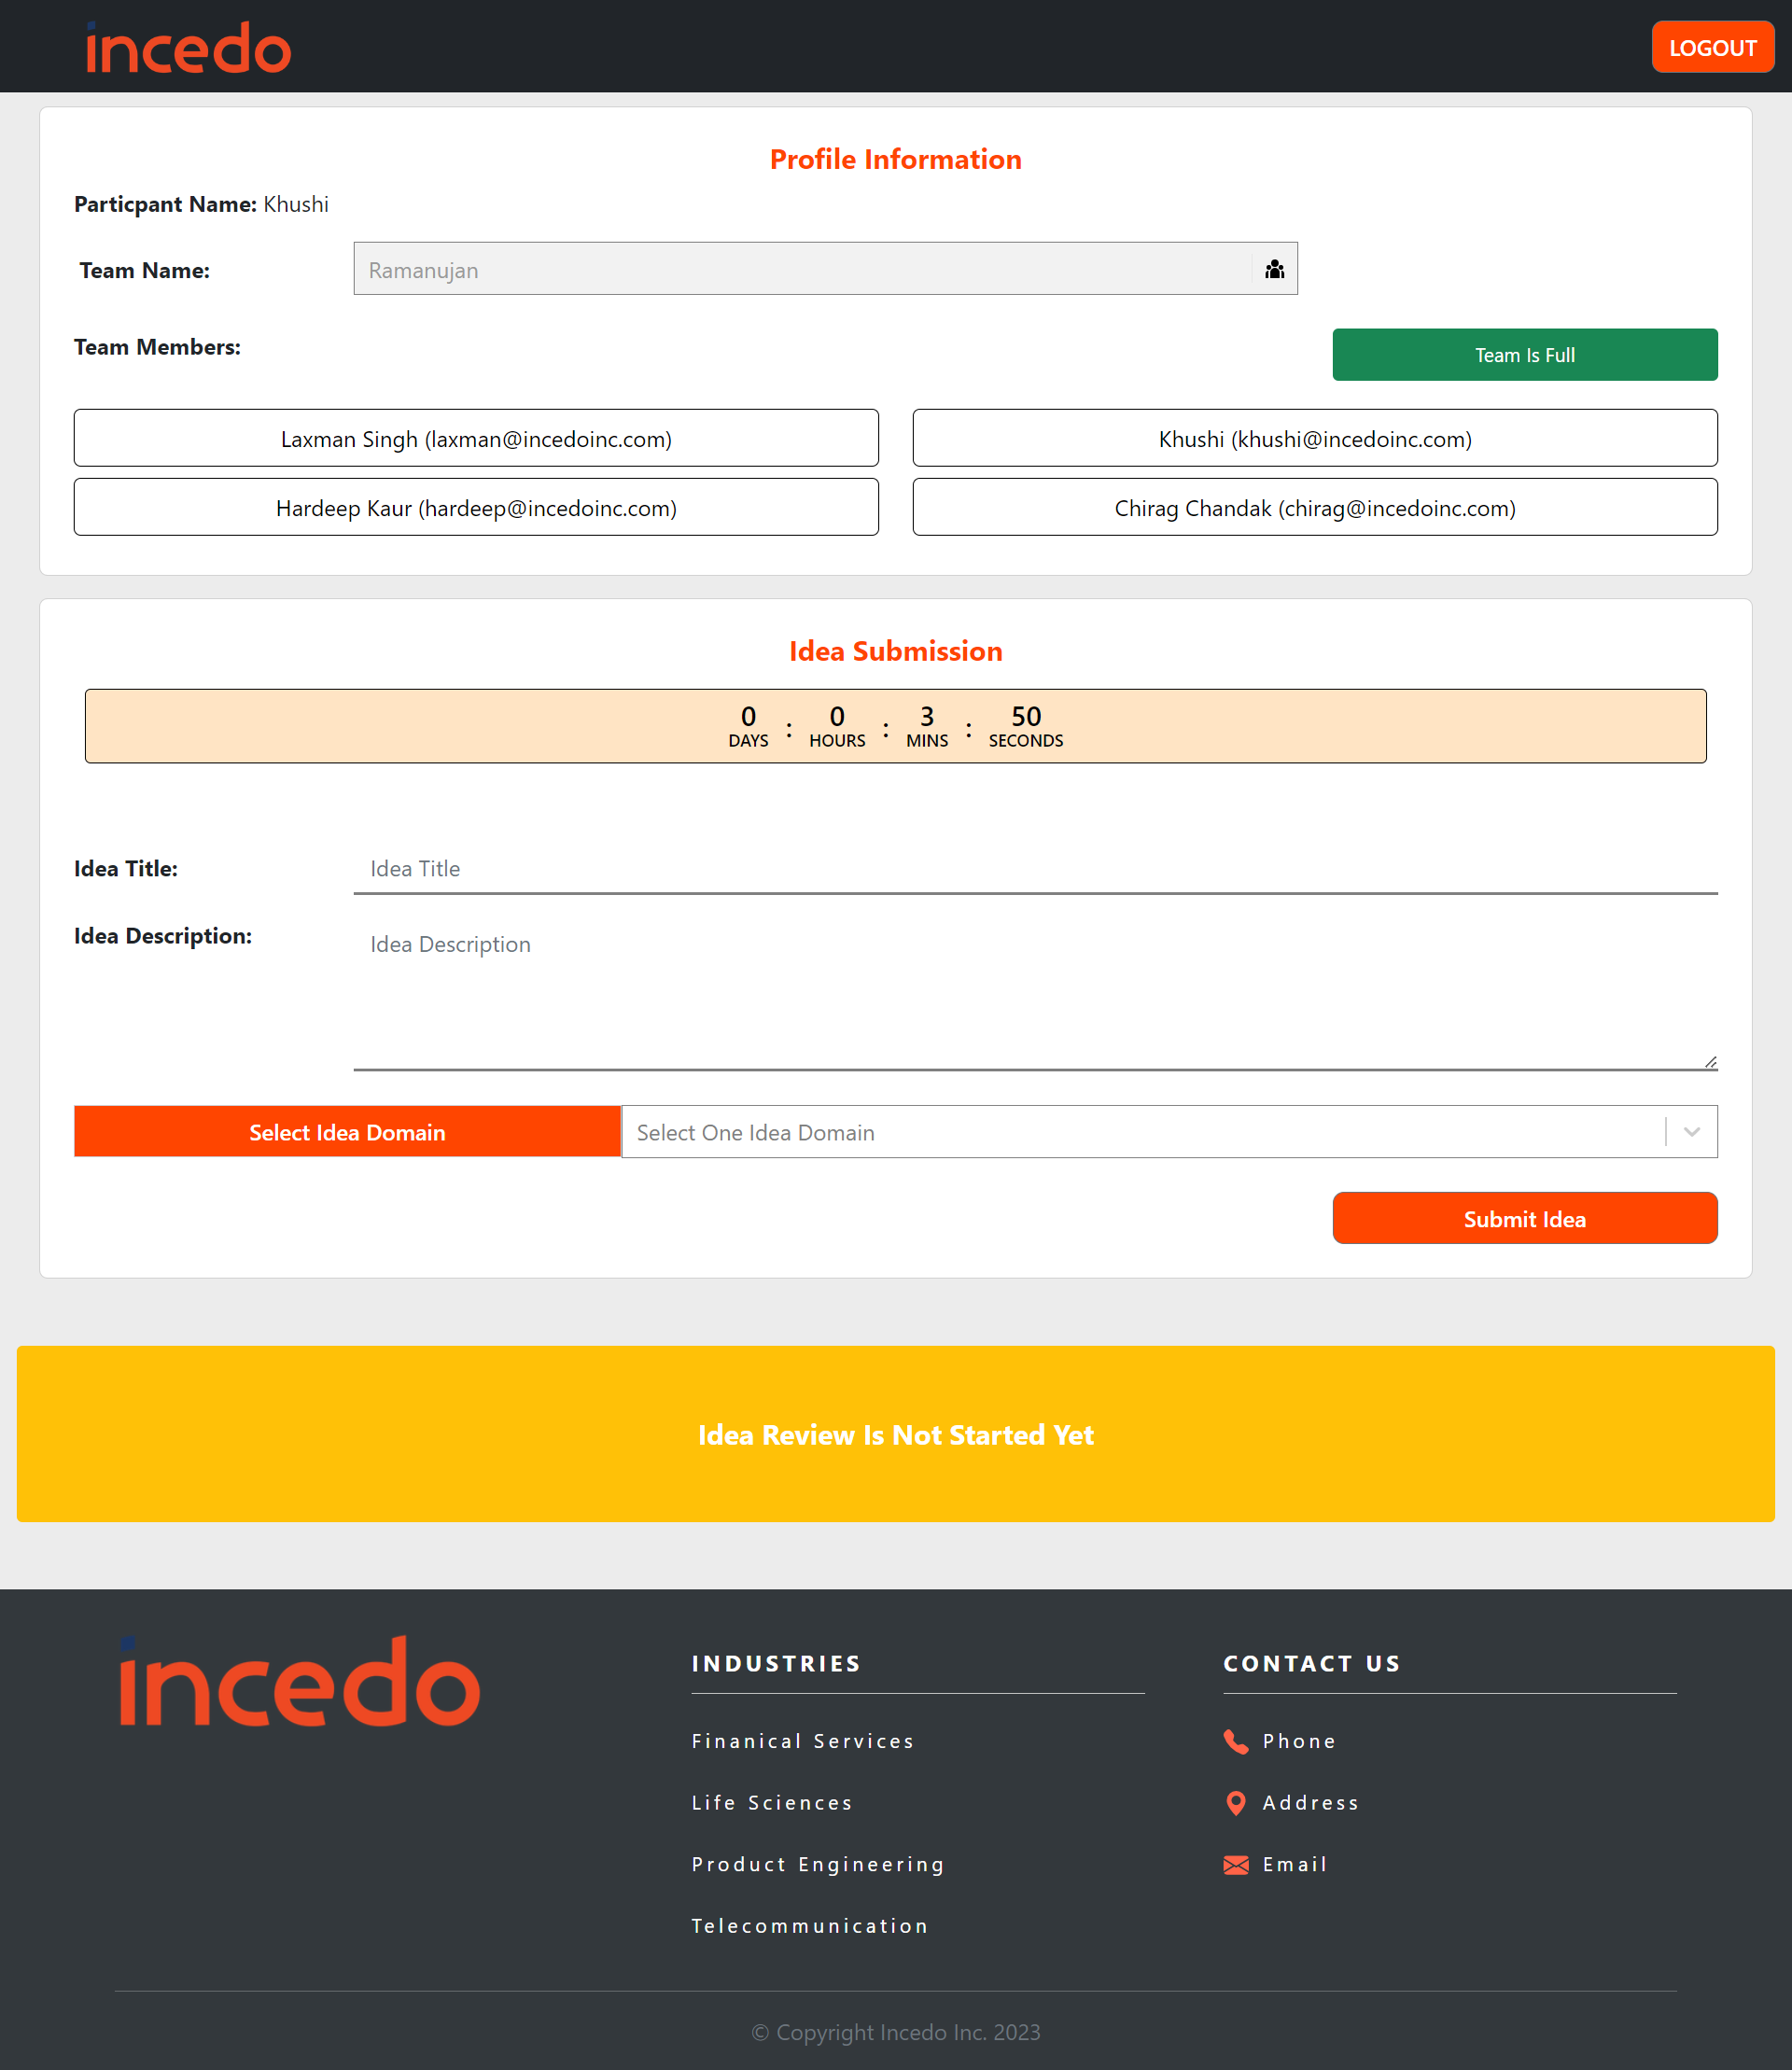 incedo
LOGOUT
Profile Information
Particpant Name: Khushi
Team Name: Ramanujan
Team Members:
Team Is Full
Laxman Singh (laxman@incedoinc.com)
Khushi (khushi@incedoinc.com)
Hardeep Kaur (hardeep@incedoinc.com)
Chirag Chandak (chirag@incedoinc.com)
Idea Submission
0 : 0 : 3 : 50
DAYS HOURS MINS SECONDS
Idea Title: Idea Title
Idea Description: Idea Description
Select Idea Domain Select One Idea Domain
Submit Idea
Idea Review Is Not Started Yet
incedo
INDUSTRIES
Finanical Services
Life Sciences
Product Engineering
Telecommunication
CONTACT US
Phone
Address
Email
© Copyright Incedo Inc. 2023